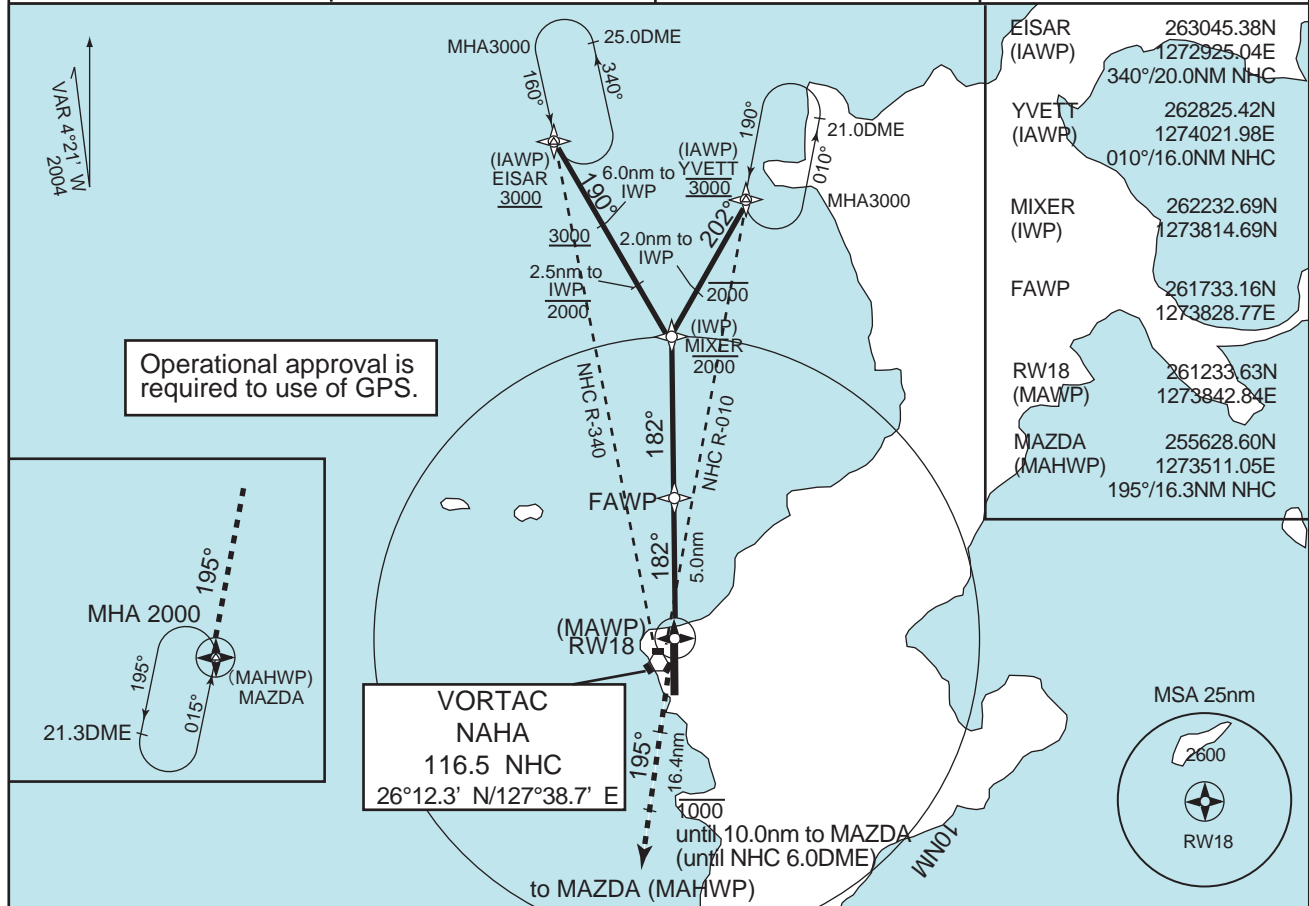 VAR 4°21' W
2004
MHA3000
25.0DME
160°
340°
(IAWP)
EISAR
3000
190°
6.0nm to
IWP
3000
2.5nm to
IWP
2000
(IAWP)
YVETT
3000
190°
010°
21.0DME
MHA3000
202°
2.0nm to
IWP
2000
(IWP)
MIXER
2000
NHC R-340
NHC R-010
182°
FAWP
182°
5.0nm
(MAWP)
RW18
Operational approval is
required to use of GPS.
VORTAC
NAHA
116.5 NHC
26°12.3' N/127°38.7' E
195°
16.4nm
1000
until 10.0nm to MAZDA
(until NHC 6.0DME)
to MAZDA (MAHWP)
10NM
195°
MHA 2000
195°
015°
(MAHWP)
MAZDA
21.3DME
MSA 25nm
2600
RW18
EISAR 263045.38N
(IAWP) 1272925.04E
340°/20.0NM NHC
YVETT 262825.42N
(IAWP) 1274021.98E
010°/16.0NM NHC
MIXER 262232.69N
(IWP) 1273814.69N
FAWP 261733.16N
1273828.77E
RW18 261233.63N
(MAWP) 1273842.84E
MAZDA 255628.60N
(MAHWP) 1273511.05E
195°/16.3NM NHC